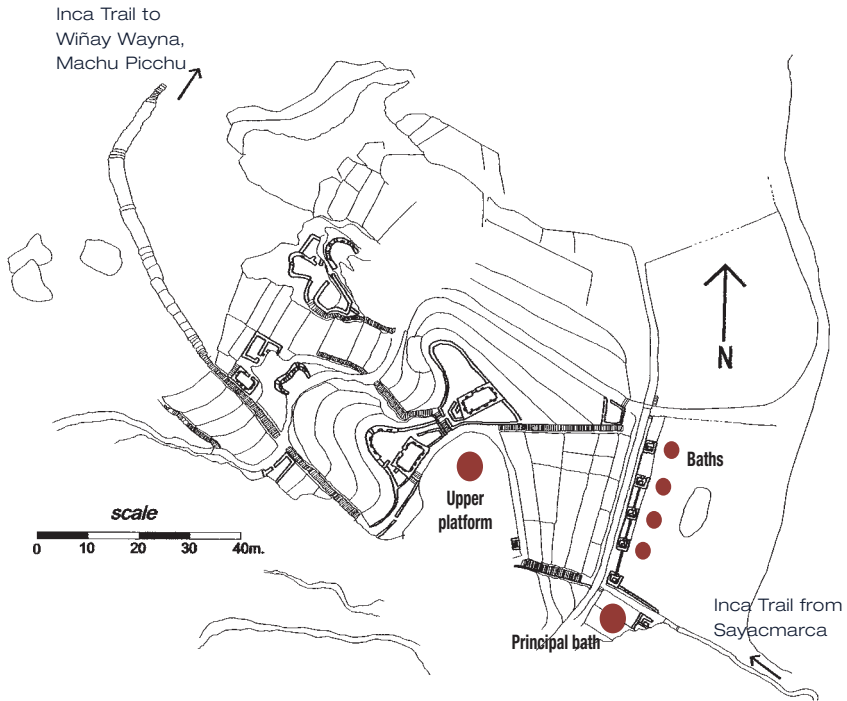 Inca Trail to
Wiñay Wayna,
Machu Picchu
N
Baths
Upper
platform
scale
0 10 20 30 40m.
Inca Trail from
Sayacmarca
Principal bath